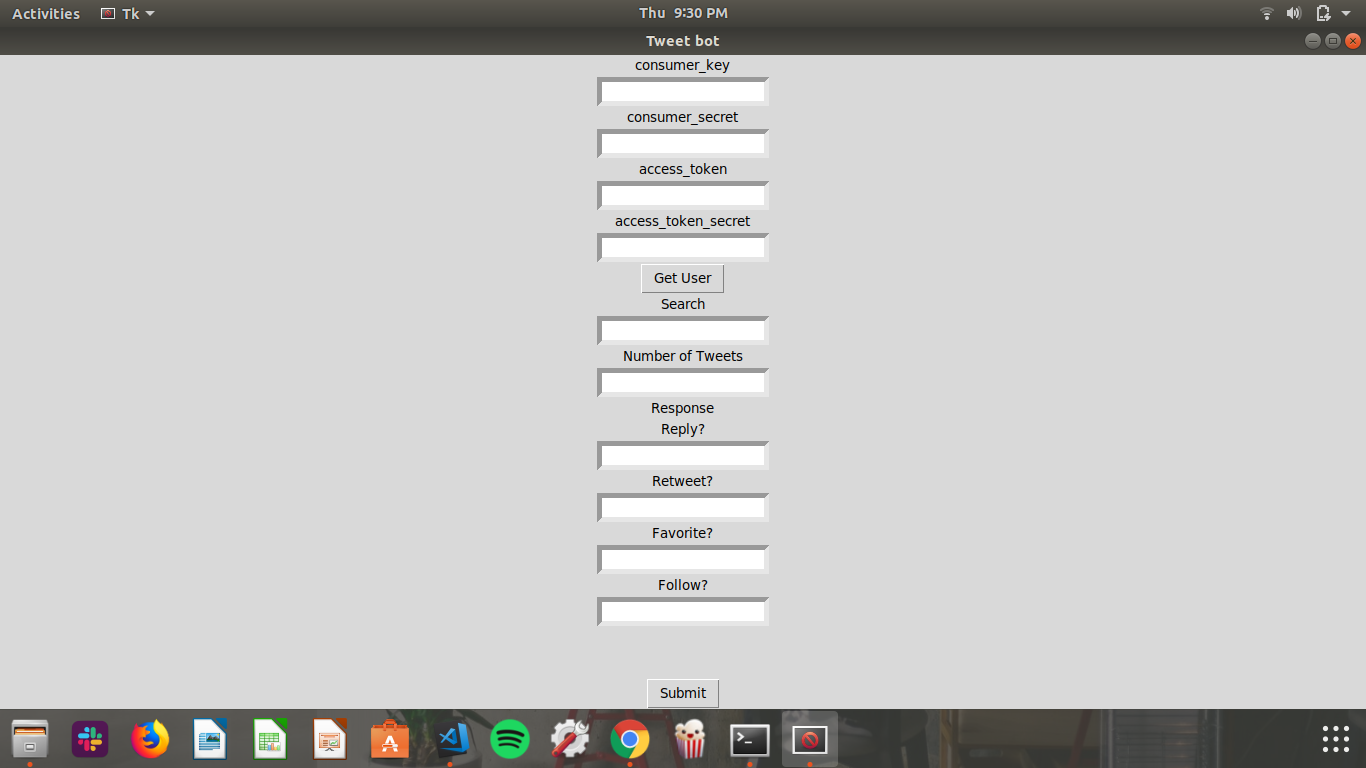 Activities Tk Thu 9:30 PM
Tweet bot
consumer_key
consumer_secret
access_token
access_token_secret
Get User
Search
Number of Tweets
Response
Reply?
Retweet?
Favorite?
Follow?
Submit